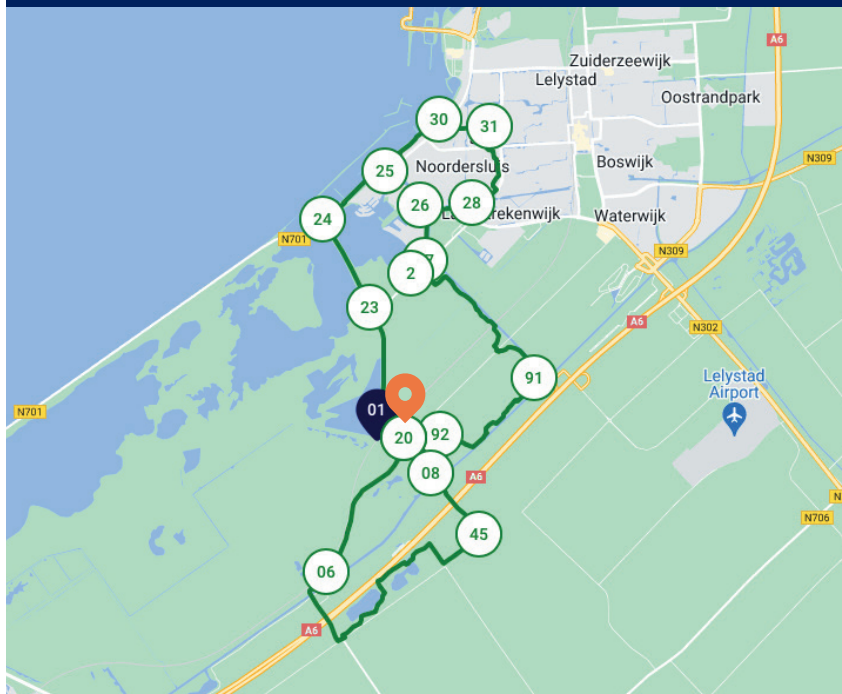 A6
Zuiderzeewijk
Lelystad
Oostrandpark
30
31
N309
Noordersluis
Boswijk
25
26
28
24
Waterwijk
N701
N309
2
7
23
A6
N302
91
Lelystad
Airport
N701
01
20
92
08
A6
N706
45
06
A6